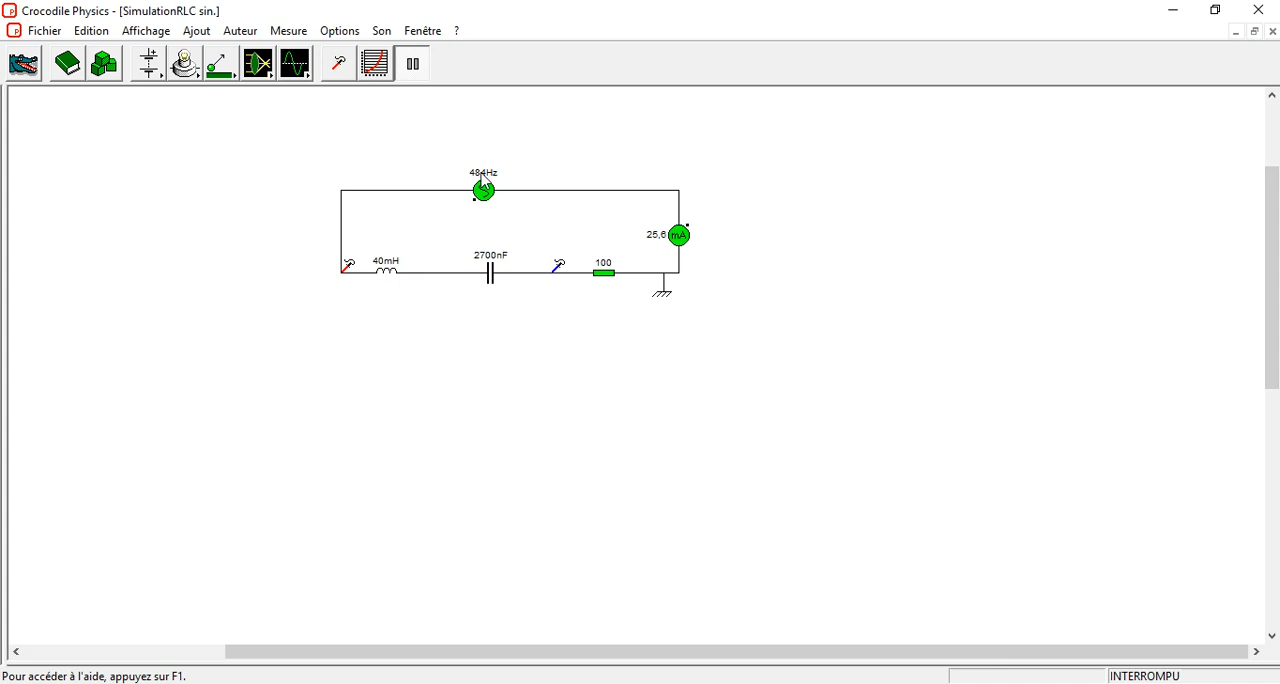 Crocodile Physics - [SimulationRLC sin.]
Fichier Edition Affichage Ajout Auteur Mesure Options Son Fenêtre ?
484Hz
25,6 mA
40mH 2700nF 100
Pour accéder à l'aide, appuyez sur F1. INTERROMPU